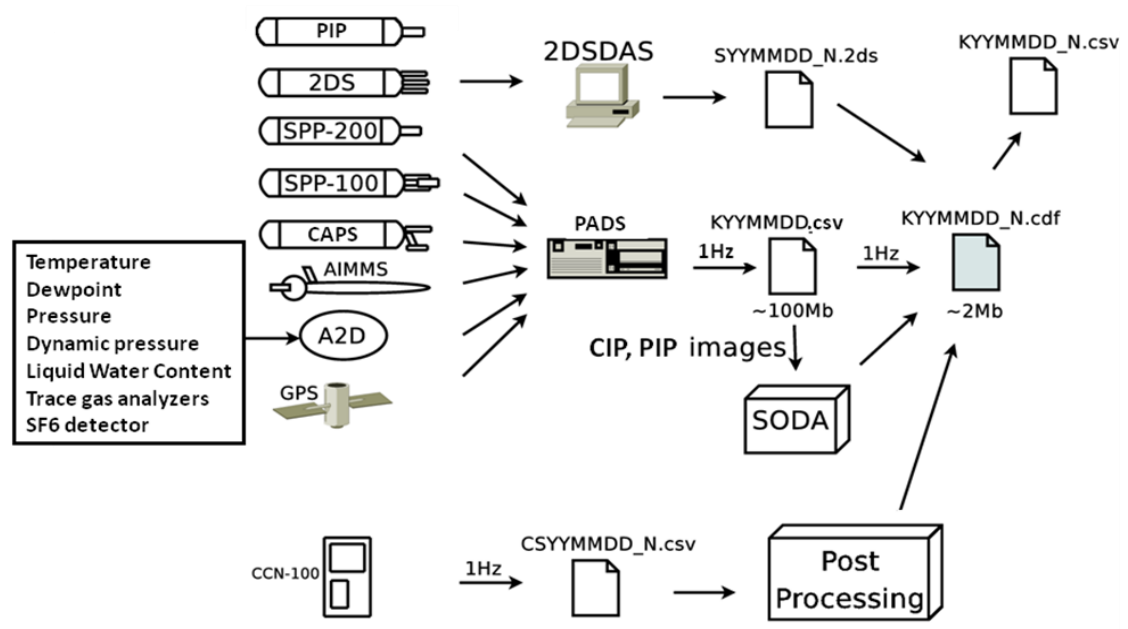 PIP
2DS
SPP-200
SPP-100
CAPS
AIMMS
A2D
GPS
Temperature
Dewpoint
Pressure
Dynamic pressure
Liquid Water Content
Trace gas analyzers
SF6 detector
2DSDAS
SYYMMDD_N.2ds
KYYMMDD_N.csv
PADS
1Hz
KYYMMDD.csv
~100Mb
1Hz
KYYMMDD_N.cdf
~2Mb
CIP, PIP images
SODA
CCN-100
1Hz
CSYYMMDD_N.csv
Post
Processing